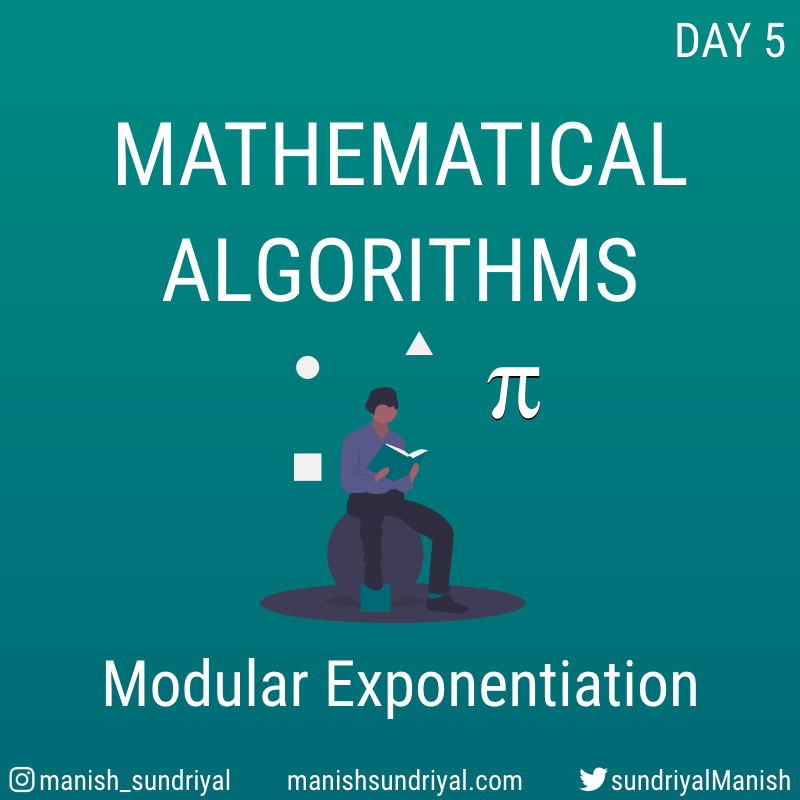 DAY 5
MATHEMATICAL
ALGORITHMS
π
Modular Exponentiation
manish_sundriyal manishsundriyal.com sundriyalManish